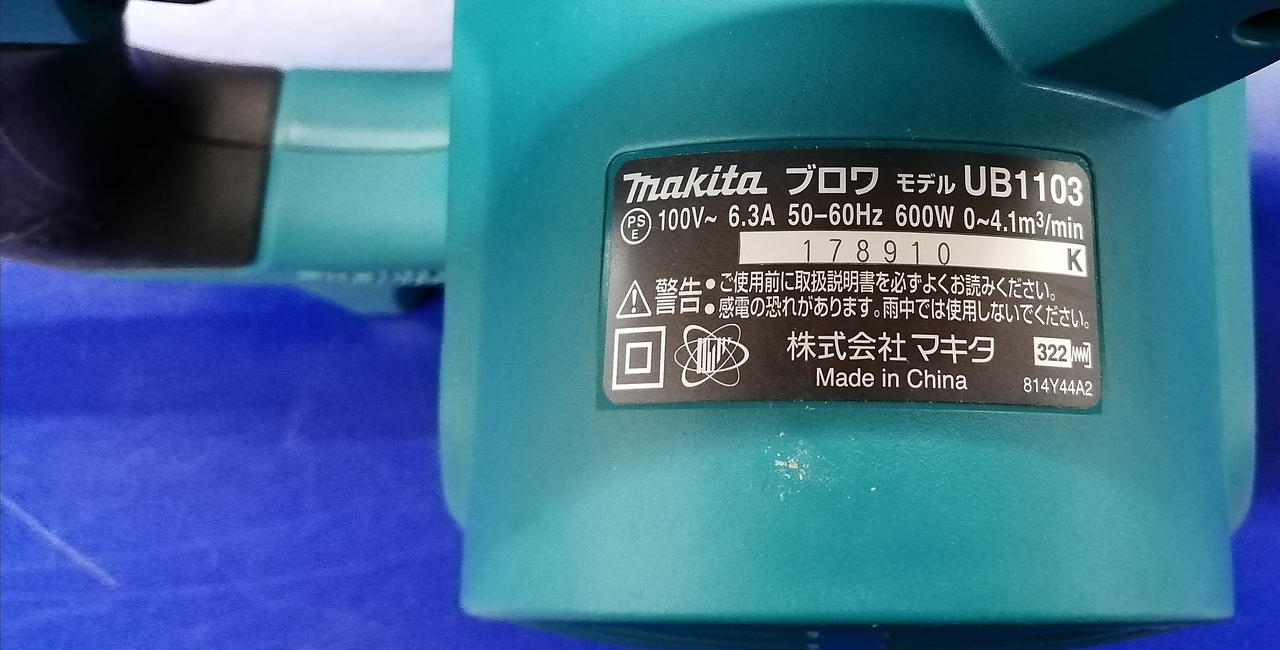 makita ブロワ モデル UB1103
PS E 100V~ 6.3A 50-60Hz 600W 0~4.1m³/min
178910 K
警告 • ご使用前に取扱説明書を必ずよくお読みください。
• 感電の恐れがあります。雨中では使用しないでください。
株式会社マキタ 322
Made in China 814Y44A2